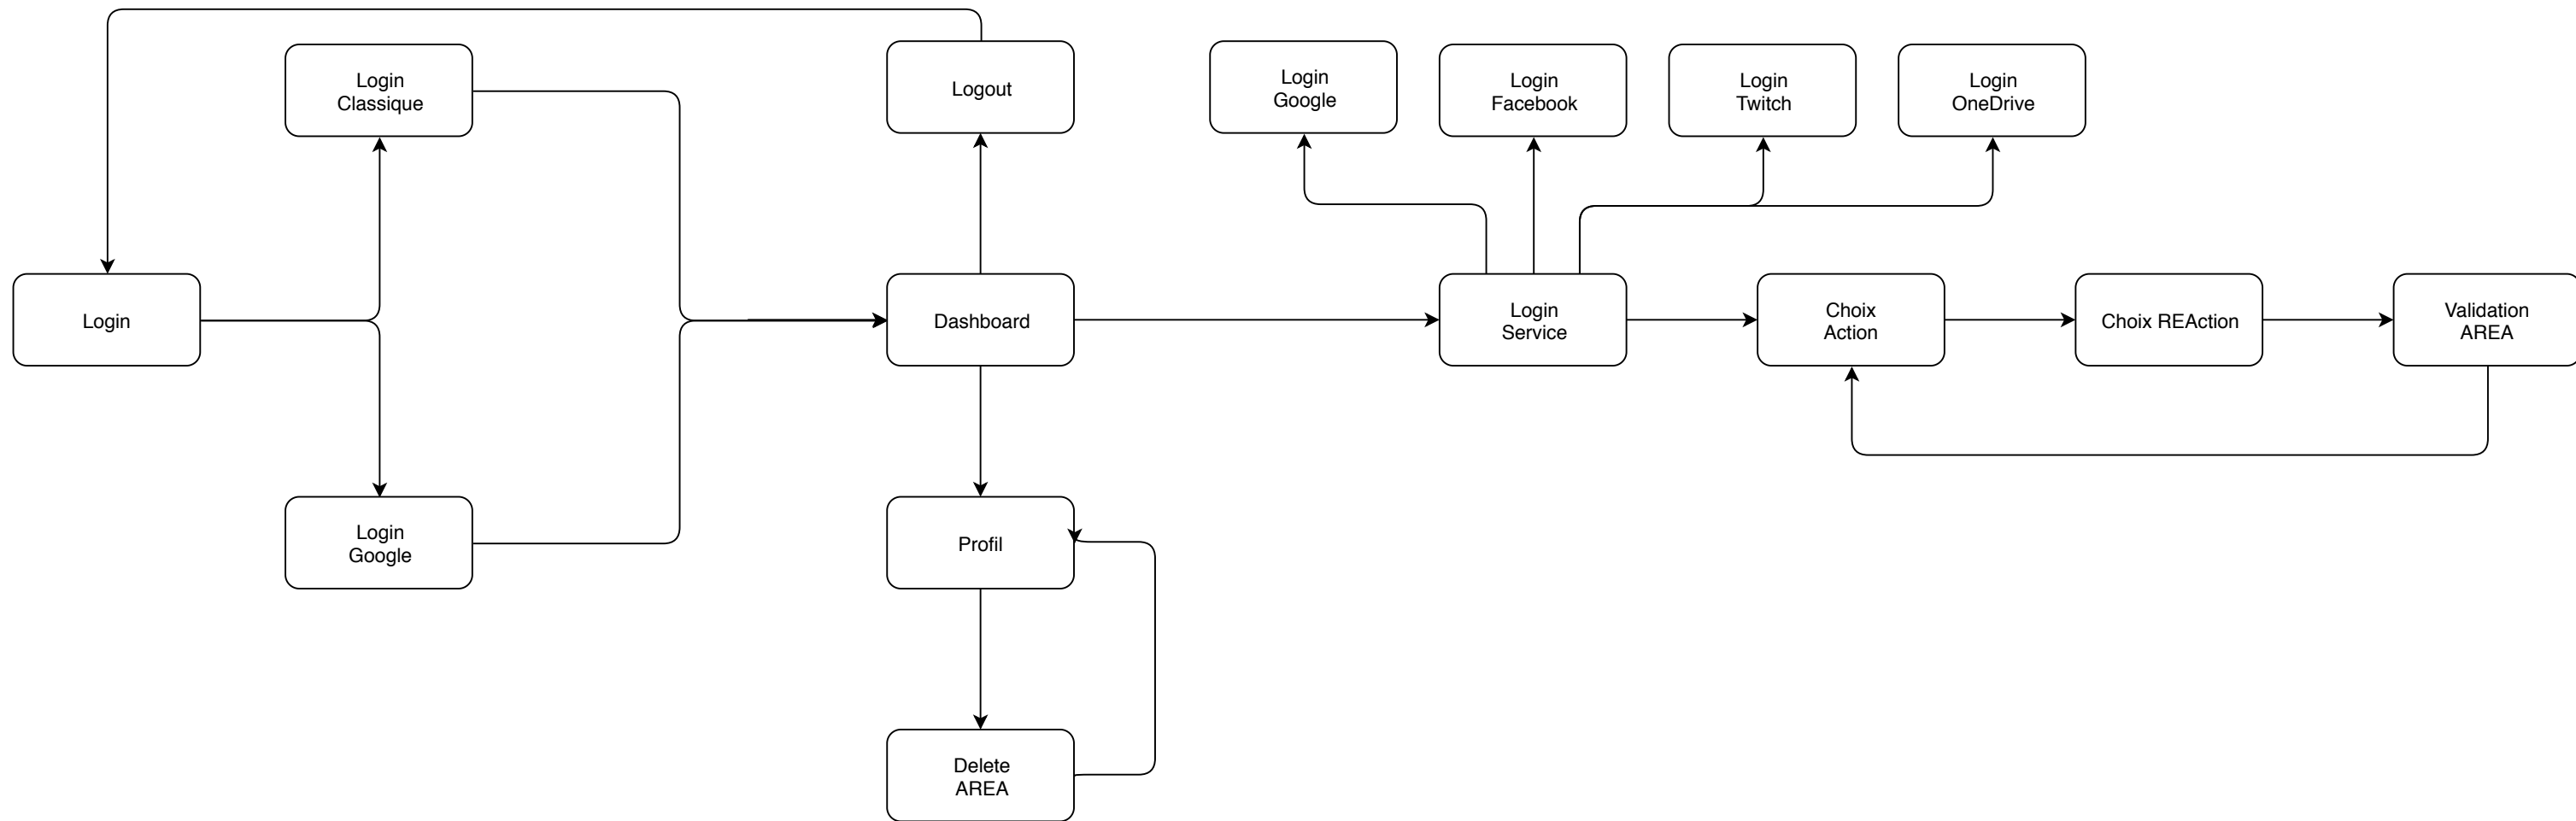 Login
Classique
Logout
Login
Google
Login
Facebook
Login
Twitch
Login
OneDrive
Login
Dashboard
Login
Service
Choix
Action
Choix REAction
Validation
AREA
Login
Google
Profil
Delete
AREA